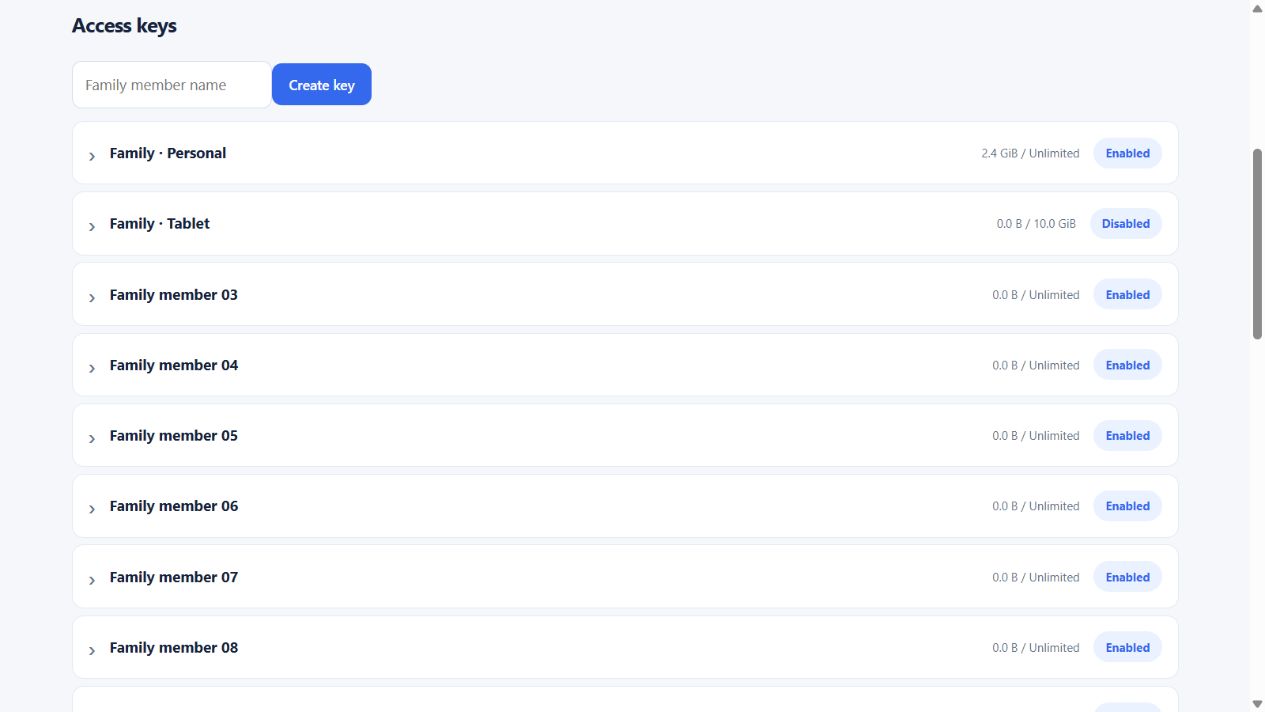 Access keys
Family member name Create key
Family · Personal 2.4 GiB / Unlimited Enabled
Family · Tablet 0.0 B / 10.0 GiB Disabled
Family member 03 0.0 B / Unlimited Enabled
Family member 04 0.0 B / Unlimited Enabled
Family member 05 0.0 B / Unlimited Enabled
Family member 06 0.0 B / Unlimited Enabled
Family member 07 0.0 B / Unlimited Enabled
Family member 08 0.0 B / Unlimited Enabled